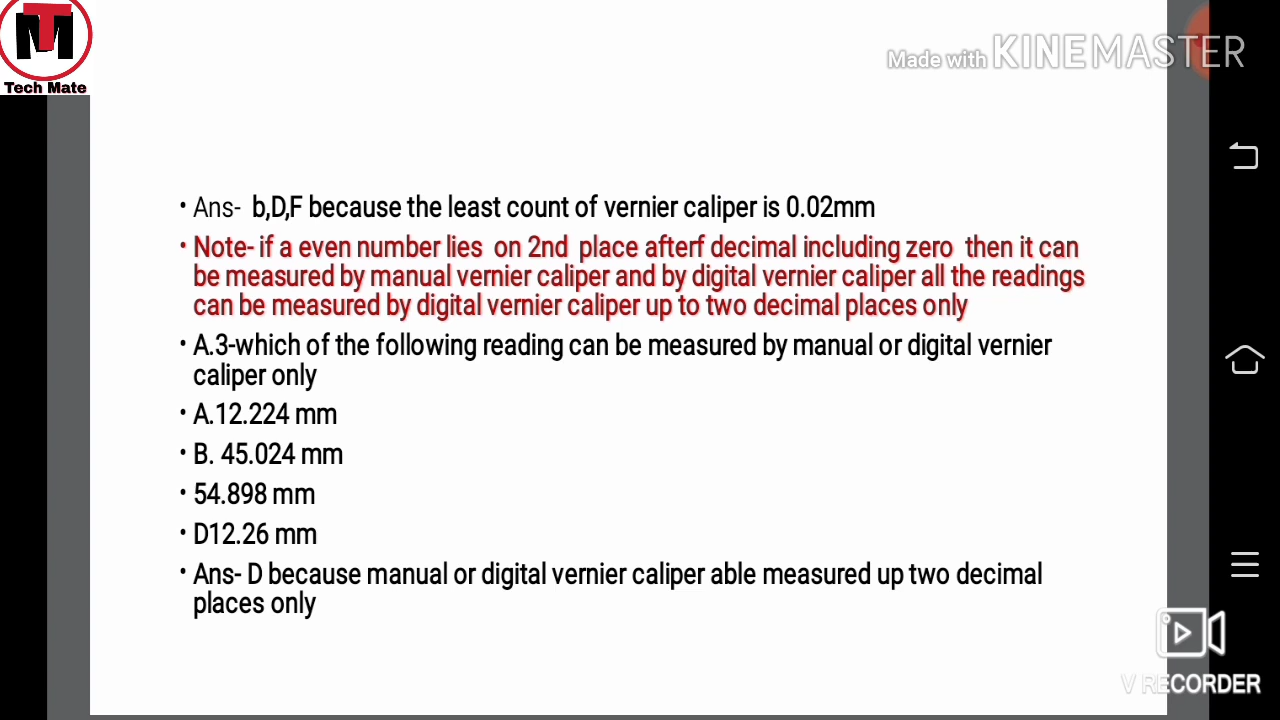 TM
Tech Mate
Made with KINEMASTER
• Ans- b,D,F because the least count of vernier caliper is 0.02mm
• Note- if a even number lies on 2nd place afterf decimal including zero then it can
be measured by manual vernier caliper and by digital vernier caliper all the readings
can be measured by digital vernier caliper up to two decimal places only
• A.3-which of the following reading can be measured by manual or digital vernier
caliper only
• A.12.224 mm
• B. 45.024 mm
• 54.898 mm
• D12.26 mm
• Ans- D because manual or digital vernier caliper able measured up two decimal
places only
V RECORDER